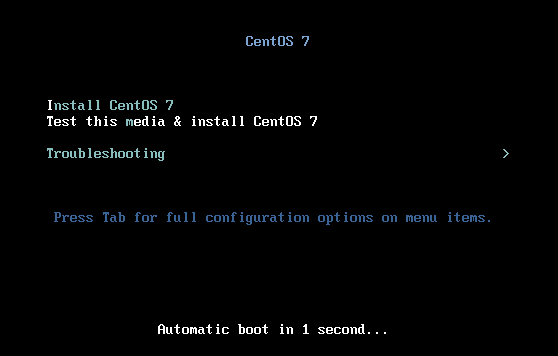 CentOS 7
Install CentOS 7
Test this media & install CentOS 7
Troubleshooting >
Press Tab for full configuration options on menu items.
Automatic boot in 1 second...